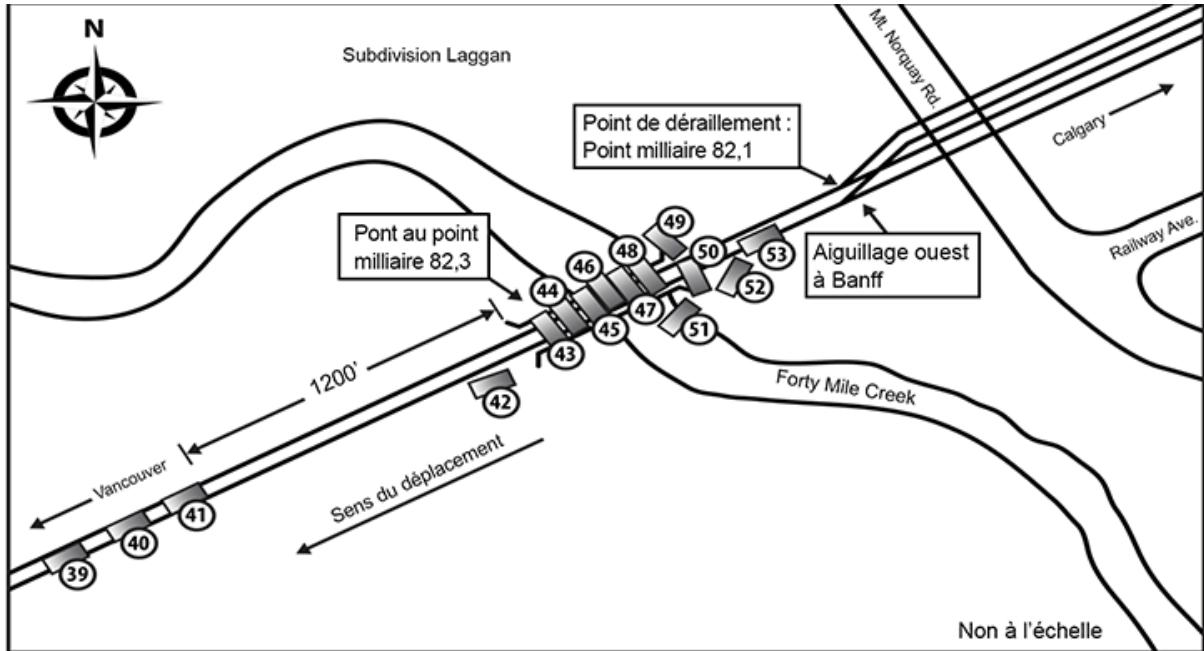 N
Subdivision Laggan
Mt. Norquay Rd.
Calgary
Point de déraillement :
Point milliaire 82,1
Railway Ave.
Pont au point
milliaire 82,3
Aiguillage ouest
à Banff
49
48
50
53
46
52
44
47
51
45
43
1200’
42
Forty Mile Creek
Vancouver
Sens du déplacement
41
40
39
Non à l’échelle